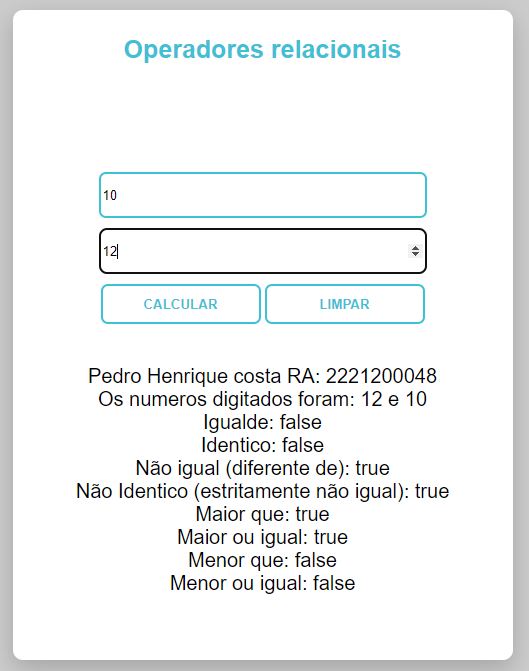 Operadores relacionais
10
12
CALCULAR LIMPAR
Pedro Henrique costa RA: 2221200048
Os numeros digitados foram: 12 e 10
Igualde: false
Identico: false
Não igual (diferente de): true
Não Identico (estritamente não igual): true
Maior que: true
Maior ou igual: true
Menor que: false
Menor ou igual: false